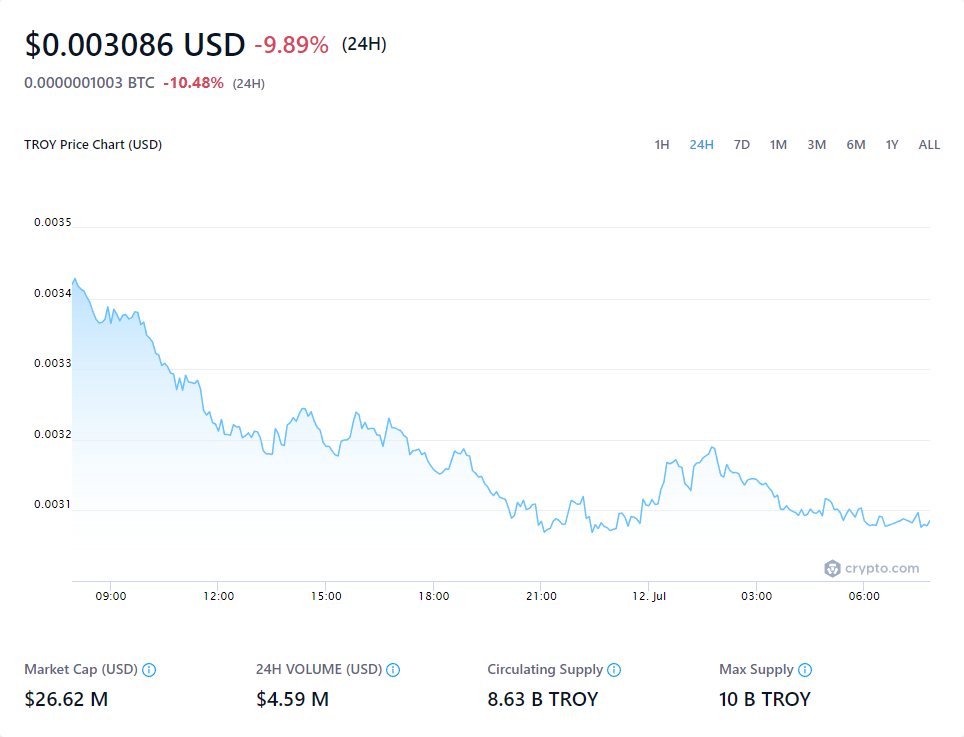 $0.003086 USD -9.89% (24H)
0.0000001003 BTC -10.48% (24H)
TROY Price Chart (USD) 1H 24H 7D 1M 3M 6M 1Y ALL
0.0035
0.0034
0.0033
0.0032
0.0031
crypto.com
09:00 12:00 15:00 18:00 21:00 12. Jul 03:00 06:00
Market Cap (USD) 24H VOLUME (USD) Circulating Supply Max Supply
$26.62 M $4.59 M 8.63 B TROY 10 B TROY